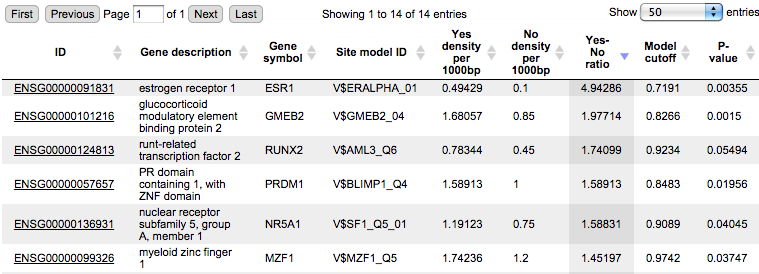 First Previous Page 1 of 1 Next Last Showing 1 to 14 of 14 entries Show 50 entries
ID Gene description Gene symbol Site model ID Yes density per 1000bp No density per 1000bp Yes-No ratio Model cutoff P-value
ENSG00000091831 estrogen receptor 1 ESR1 V$ERALPHA_01 0.49429 0.1 4.94286 0.7191 0.00355
ENSG00000101216 glucocorticoid modulatory element binding protein 2 GMEB2 V$GMEB2_04 1.68057 0.85 1.97714 0.8266 0.0015
ENSG00000124813 runt-related transcription factor 2 RUNX2 V$AML3_Q6 0.78344 0.45 1.74099 0.9234 0.05494
ENSG00000057657 PR domain containing 1, with ZNF domain PRDM1 V$BLIMP1_Q4 1.58913 1 1.58913 0.8483 0.01956
ENSG00000136931 nuclear receptor subfamily 5, group A, member 1 NR5A1 V$SF1_Q5_01 1.19123 0.75 1.58831 0.9089 0.04045
ENSG00000099326 myeloid zinc finger 1 MZF1 V$MZF1_Q5 1.74236 1.2 1.45197 0.9742 0.03747